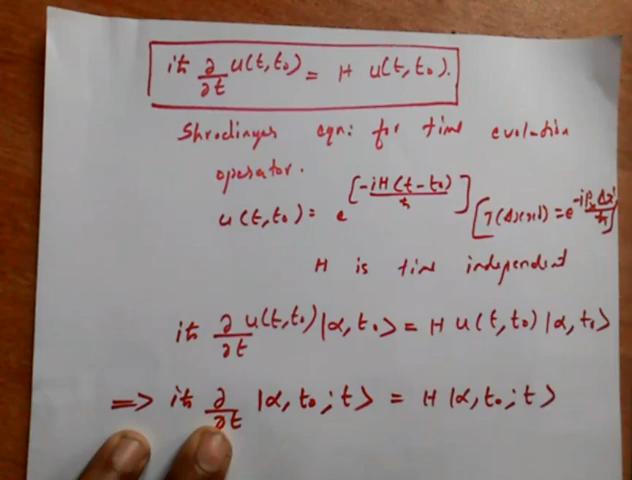 iħ ∂/∂t U(t,t₀) = H U(t,t₀).
Shrodinger eqn: for time evolution
operator.
U(t,t₀) = e^[-iH(t-t₀)/ħ] [T(Δx'x̂) = e^-ipₓΔx'/ħ]
H is time independent
iħ ∂/∂t U(t,t₀)|α,t₀> = H U(t,t₀)|α,t₀>
=> iħ ∂/∂t |α,t₀;t> = H|α,t₀;t>